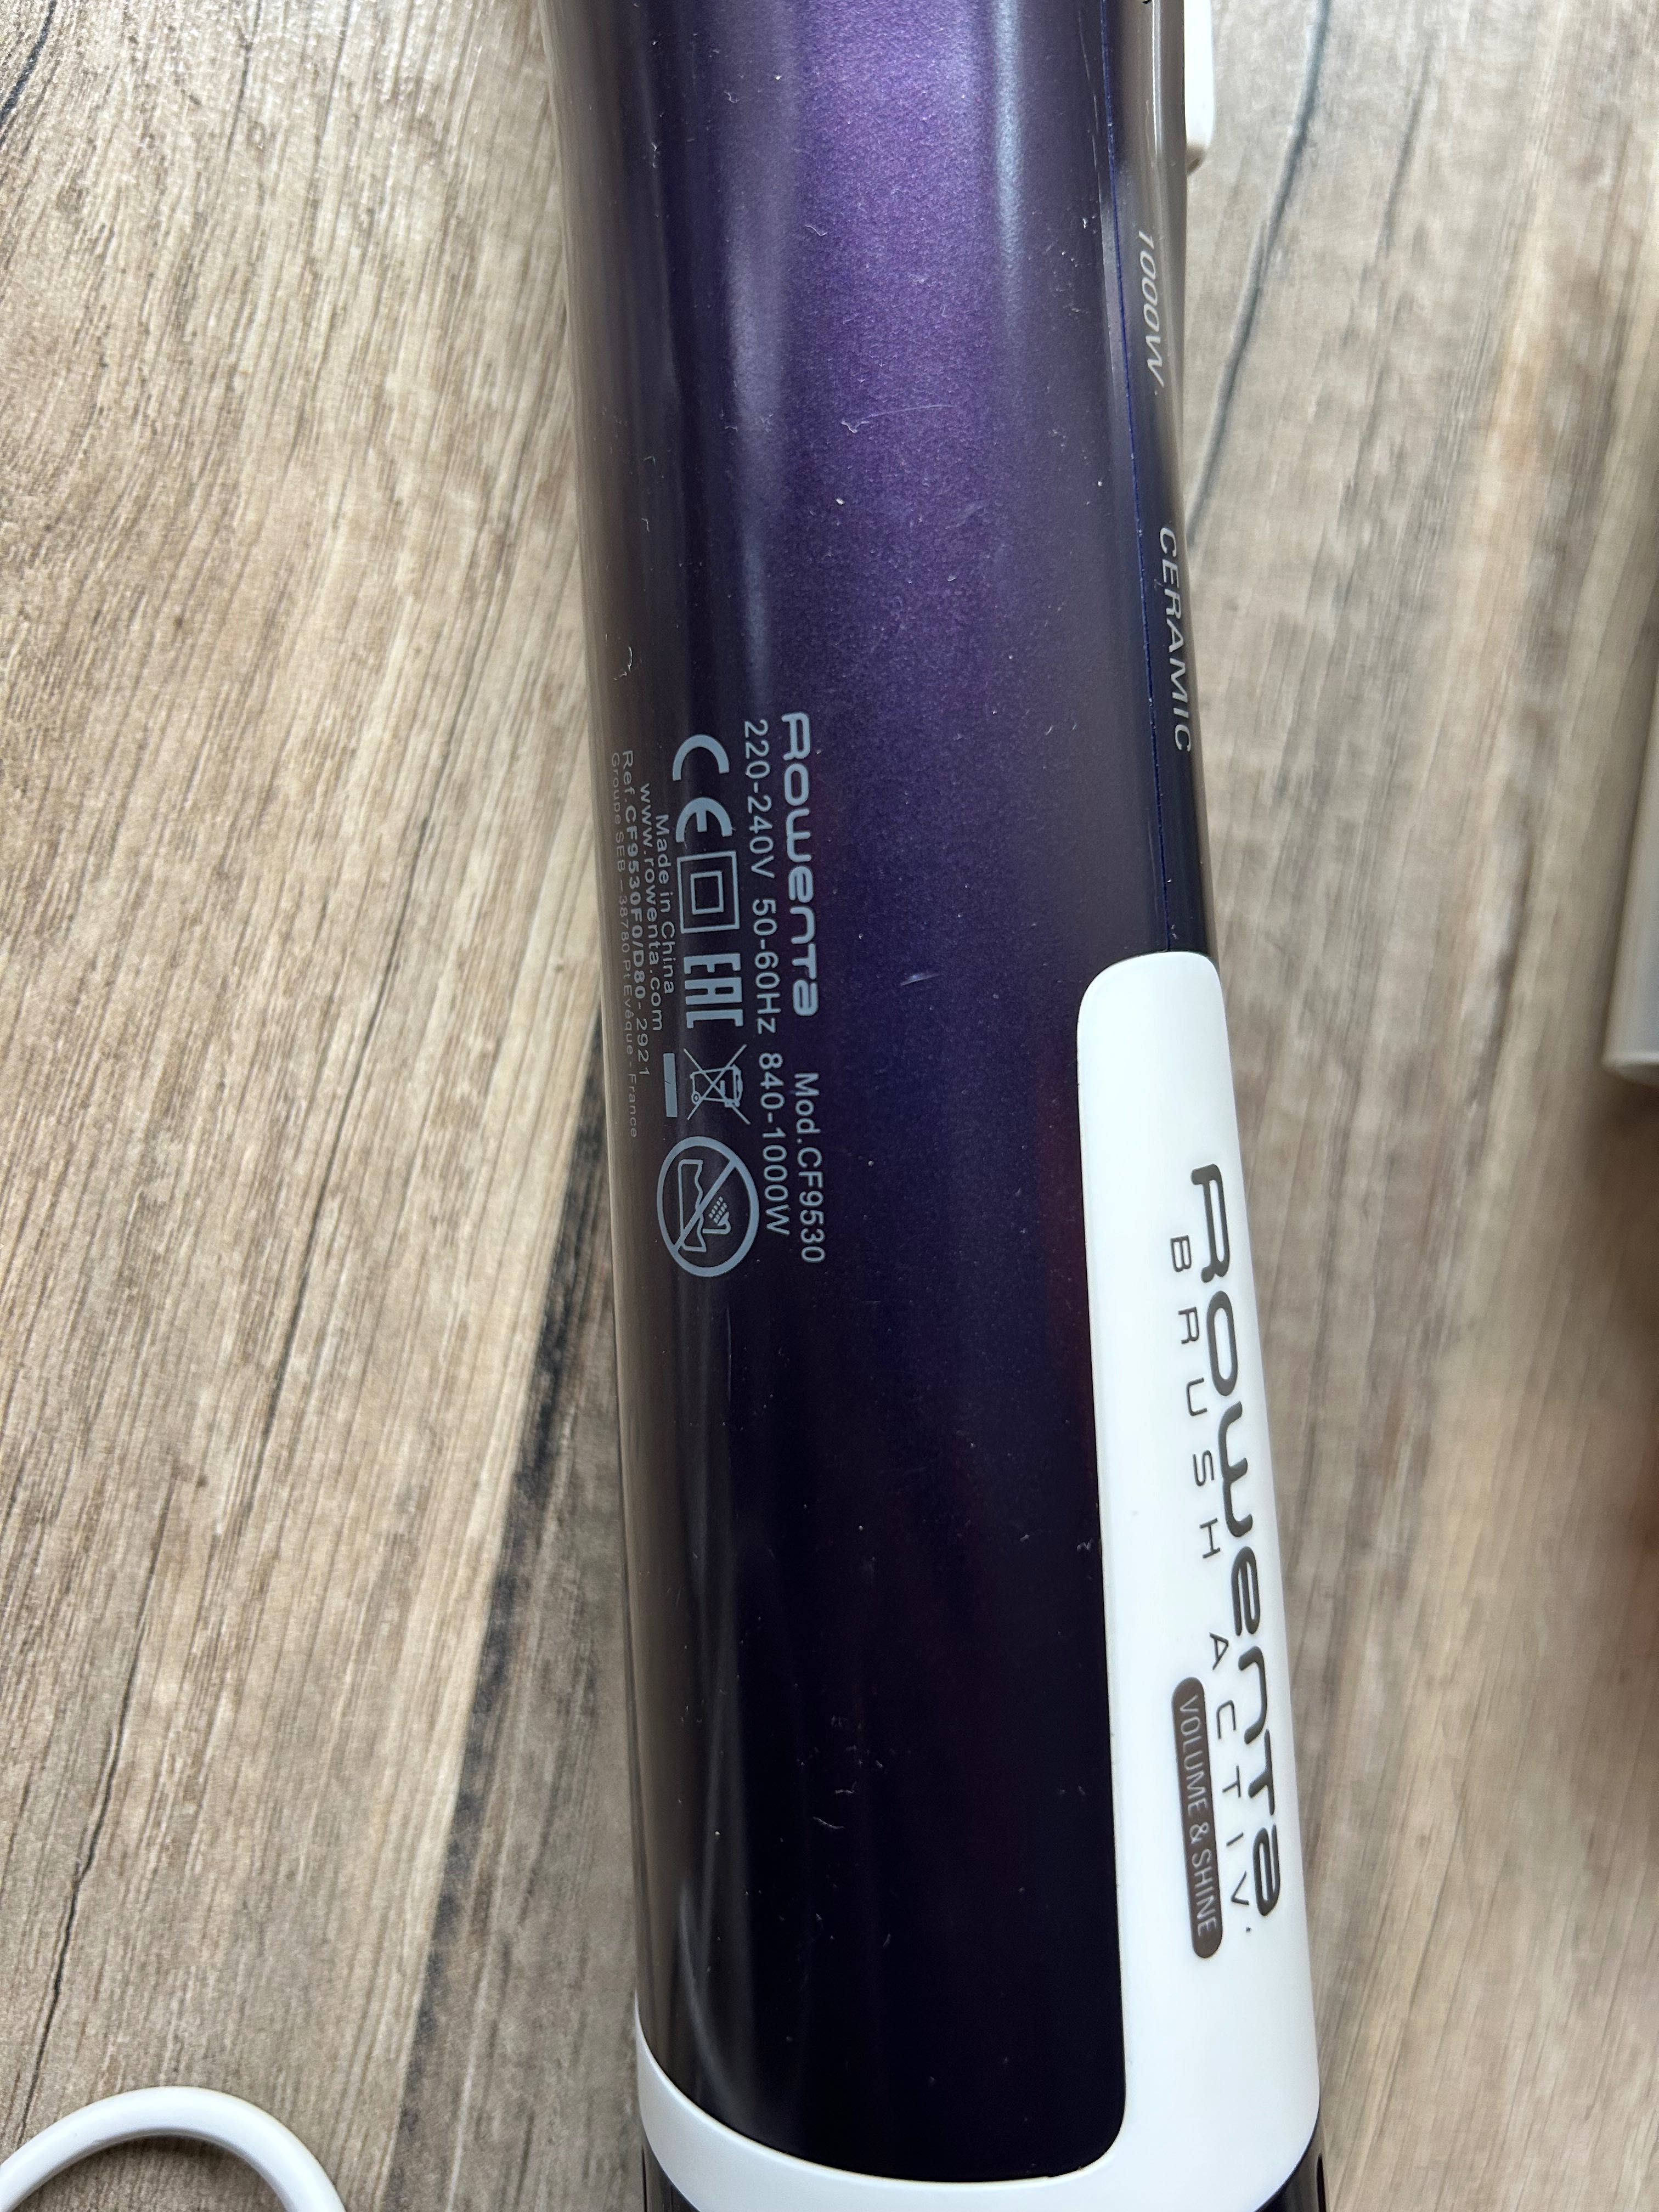 1000W
CERAMIC
Rowenta Mod.CF9530
220-240V 50-60Hz 840-1000W
CE EAC
Made in China
www.rowenta.com
Ref.CF9530F0/D80-2921
Groupe SEB -38780 Pt Evêque - France
Rowenta
BRUSH ACTIV'
VOLUME & SHINE